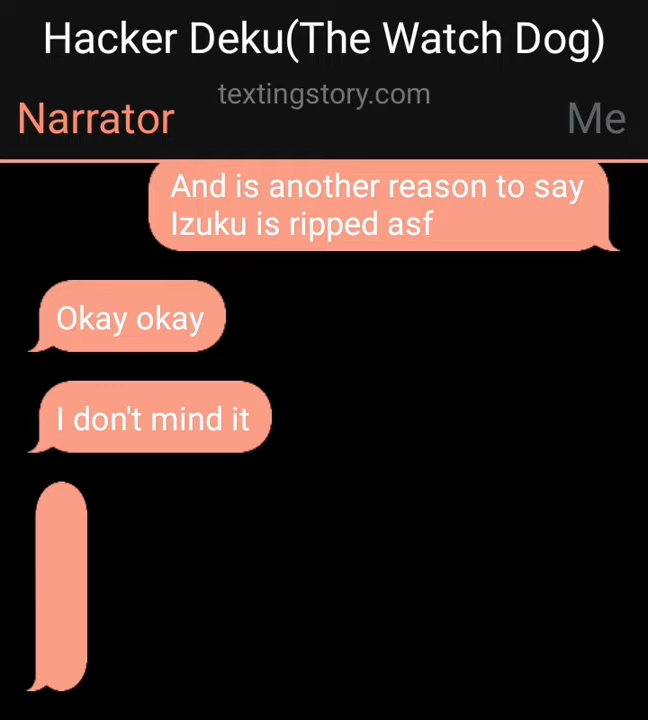 Hacker Deku(The Watch Dog)
textingstory.com
Narrator
Me
And is another reason to say
Izuku is ripped asf
Okay okay
I don't mind it